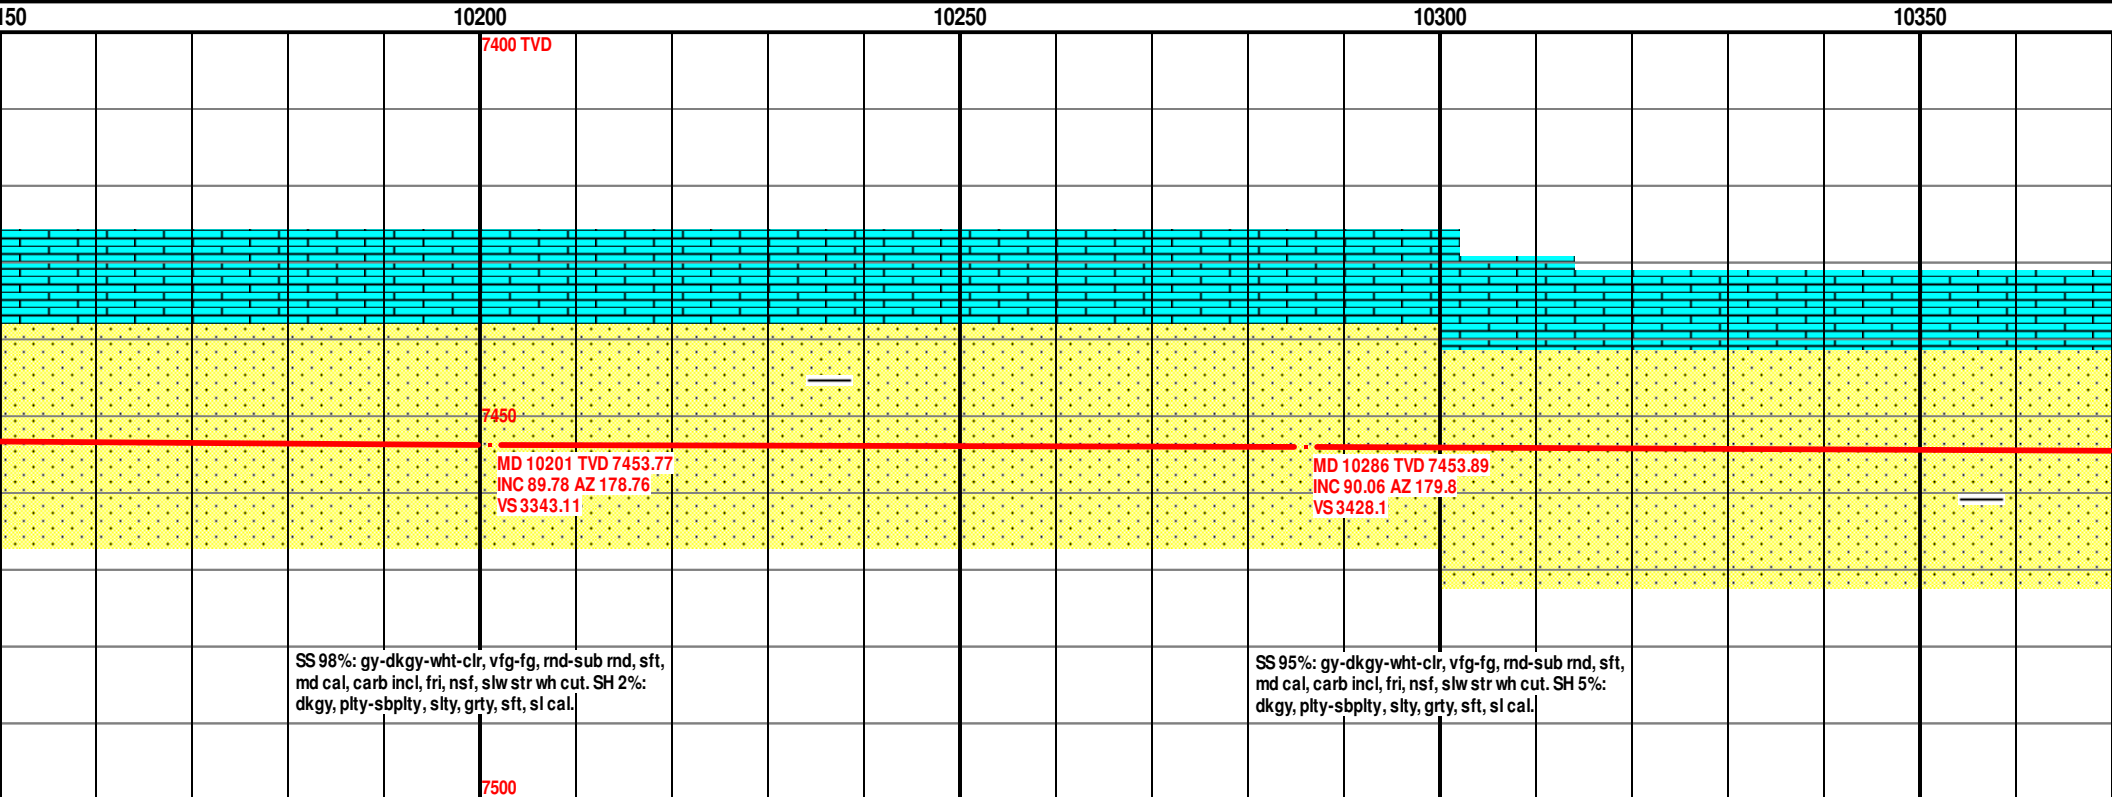 150 10200 10250 10300 10350
7400 TVD
7450
MD 10201 TVD 7453.77
INC 89.78 AZ 178.76
VS 3343.11
MD 10286 TVD 7453.89
INC 90.06 AZ 179.8
VS 3428.1
SS 98%: gy-dkgy-wht-clr, vfg-fg, rnd-sub rnd, sft,
md cal, carb incl, fri, nsf, slw str wh cut. SH 2%:
dkgy, plty-sbplty, slty, grty, sft, sl cal.
SS 95%: gy-dkgy-wht-clr, vfg-fg, rnd-sub rnd, sft,
md cal, carb incl, fri, nsf, slw str wh cut. SH 5%:
dkgy, plty-sbplty, slty, grty, sft, sl cal.
7500